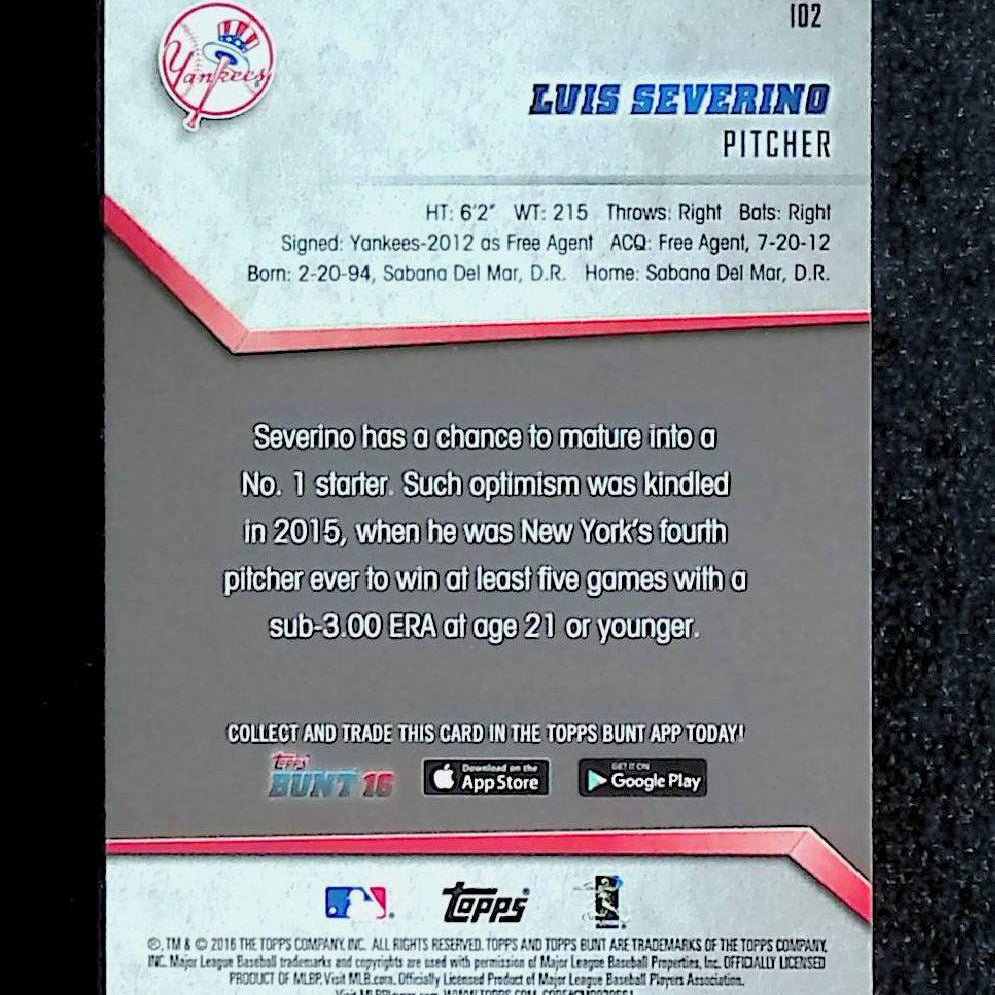 102
Yankees
LUIS SEVERINO
PITCHER
HT: 6'2" WT: 215 Throws: Right Bats: Right
Signed: Yankees-2012 as Free Agent ACQ: Free Agent, 7-20-12
Born: 2-20-94, Sabana Del Mar, D.R. Home: Sabana Del Mar, D.R.
Severino has a chance to mature into a
No. 1 starter. Such optimism was kindled
in 2015, when he was New York's fourth
pitcher ever to win at least five games with a
sub-3.00 ERA at age 21 or younger.
COLLECT AND TRADE THIS CARD IN THE TOPPS BUNT APP TODAY!
Topps
BUNT 16
Download on the
App Store
GET IT ON
Google Play
Topps
®, TM & © 2016 THE TOPPS COMPANY, INC. ALL RIGHTS RESERVED. TOPPS AND TOPPS BUNT ARE TRADEMARKS OF THE TOPPS COMPANY,
INC. Major League Baseball trademarks and copyrights are used with permission of Major League Baseball Properties, Inc. OFFICIALLY LICENSED
PRODUCT OF MLBP. Visit MLB.com. Officially Licensed Product of Major League Baseball Players Association.
Visit